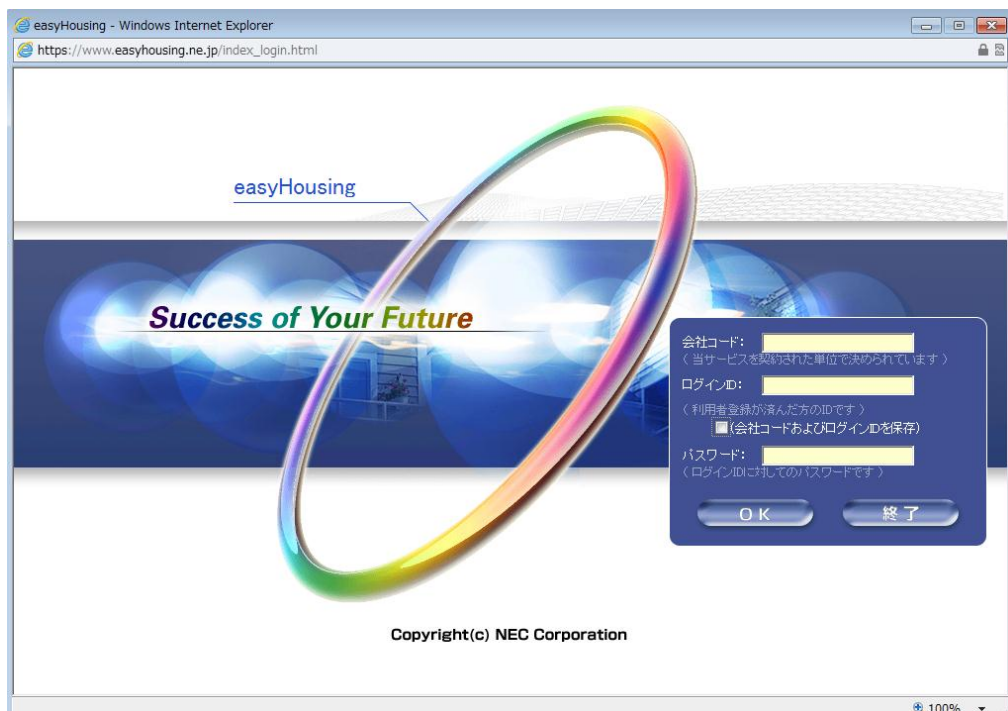 easyHousing - Windows Internet Explorer
https://www.easyhousing.ne.jp/index_login.html
easyHousing
Success of Your Future
会社コード：
（ 当サービスを契約された単位で決められています ）
ログインID：
（ 利用者登録が済んだ方のIDです ）
(会社コードおよびログインIDを保存)
パスワード：
（ ログインIDに対してのパスワードです ）
OK
終了
Copyright(c) NEC Corporation
100%